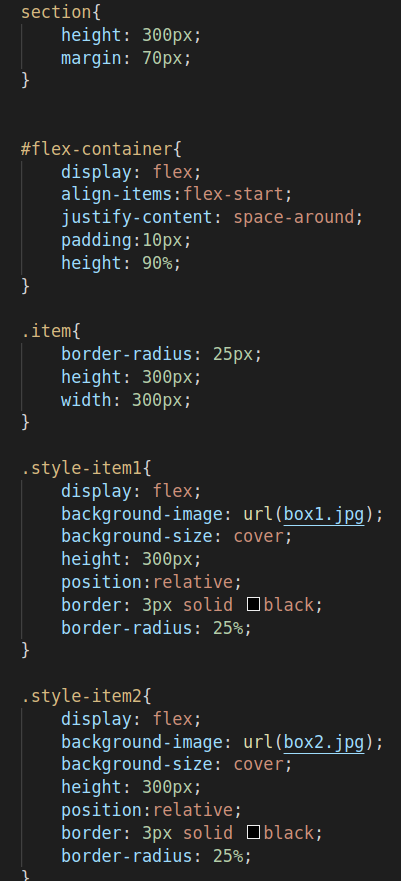 section{
    height: 300px;
    margin: 70px;
}
#flex-container{
    display: flex;
    align-items:flex-start;
    justify-content: space-around;
    padding:10px;
    height: 90%;
}
.item{
    border-radius: 25px;
    height: 300px;
    width: 300px;
}
.style-item1{
    display: flex;
    background-image: url(box1.jpg);
    background-size: cover;
    height: 300px;
    position:relative;
    border: 3px solid black;
    border-radius: 25%;
}
.style-item2{
    display: flex;
    background-image: url(box2.jpg);
    background-size: cover;
    height: 300px;
    position:relative;
    border: 3px solid black;
    border-radius: 25%;
}